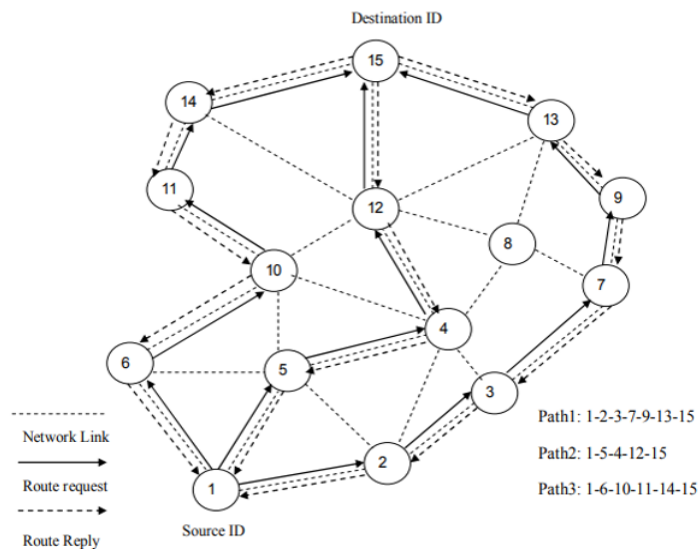 Destination ID
15
14
13
11
9
12
8
10
7
4
6
5
3
Path1: 1-2-3-7-9-13-15
Network Link
Path2: 1-5-4-12-15
2
Route request
1
Path3: 1-6-10-11-14-15
Source ID
Route Reply